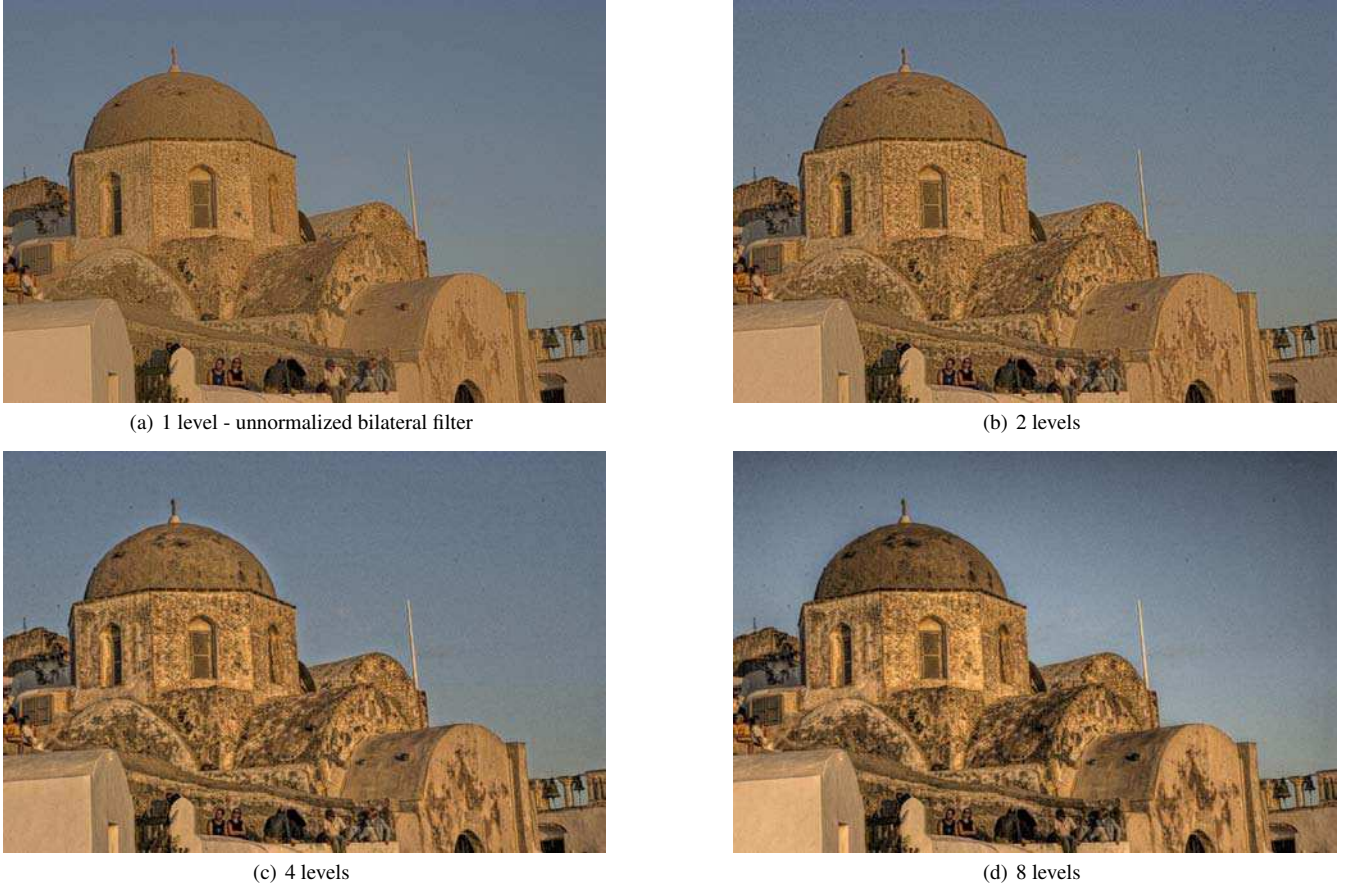 (a) 1 level - unnormalized bilateral filter
(b) 2 levels
(c) 4 levels
(d) 8 levels